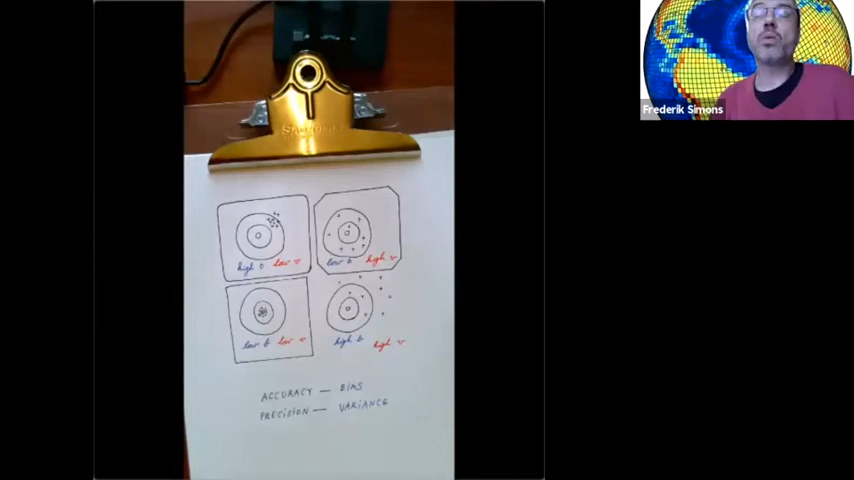 Frederik Simons
high b low v
low b high v
low b low v
high b
high v
ACCURACY — BIAS
PRECISION — VARIANCE